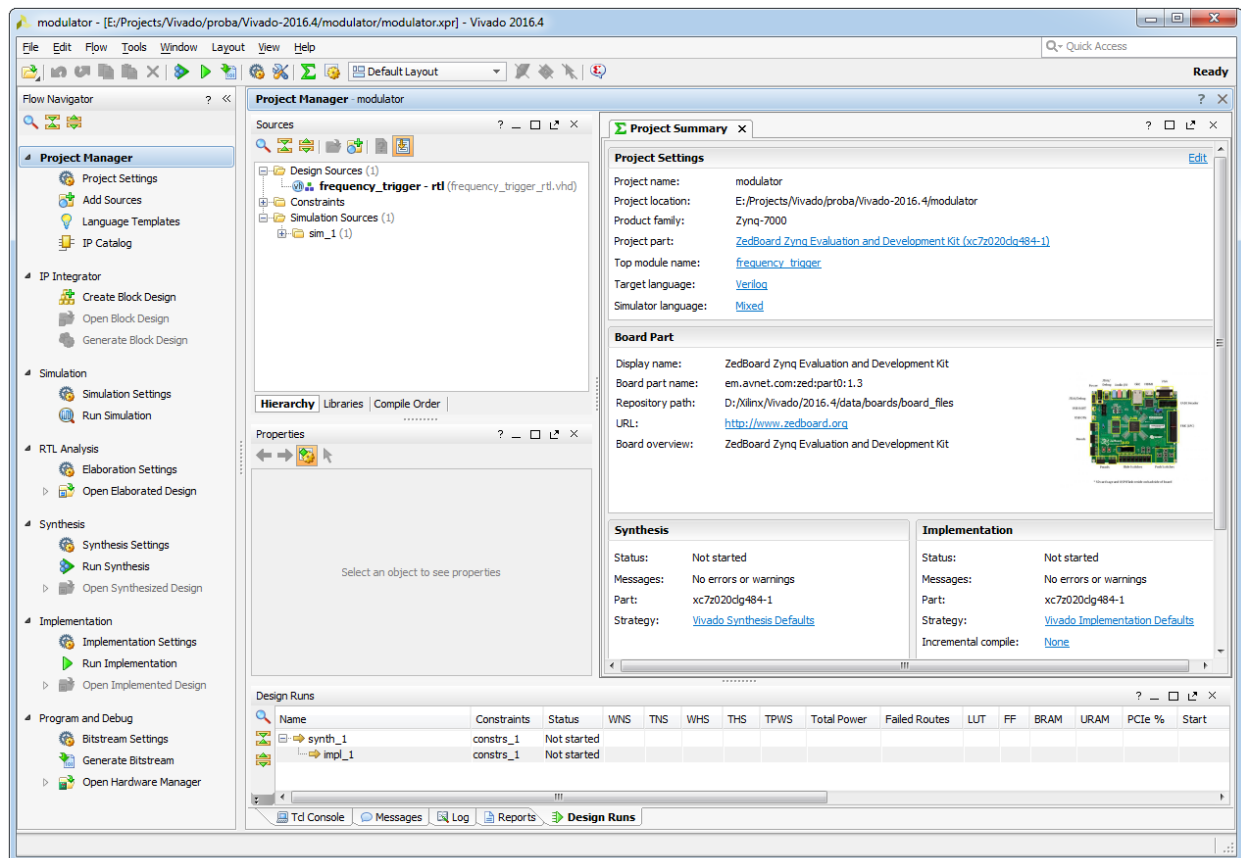 modulator - [E:/Projects/Vivado/proba/Vivado-2016.4/modulator/modulator.xpr] - Vivado 2016.4
File Edit Flow Tools Window Layout View Help
Quick Access
Default Layout
Ready
Flow Navigator
Project Manager
Project Settings
Add Sources
Language Templates
IP Catalog
IP Integrator
Create Block Design
Open Block Design
Generate Block Design
Simulation
Simulation Settings
Run Simulation
RTL Analysis
Elaboration Settings
Open Elaborated Design
Synthesis
Synthesis Settings
Run Synthesis
Open Synthesized Design
Implementation
Implementation Settings
Run Implementation
Open Implemented Design
Program and Debug
Bitstream Settings
Generate Bitstream
Open Hardware Manager
Project Manager - modulator
Sources
Design Sources (1)
frequency_trigger - rtl (frequency_trigger_rtl.vhd)
Constraints
Simulation Sources (1)
sim_1 (1)
Hierarchy Libraries Compile Order
Properties
Select an object to see properties
Project Summary
Project Settings Edit
Project name: modulator
Project location: E:/Projects/Vivado/proba/Vivado-2016.4/modulator
Product family: Zynq-7000
Project part: ZedBoard Zynq Evaluation and Development Kit (xc7z020clg484-1)
Top module name: frequency_trigger
Target language: Verilog
Simulator language: Mixed
Board Part
Display name: ZedBoard Zynq Evaluation and Development Kit
Board part name: em.avnet.com:zed:part0:1.3
Repository path: D:/Xilinx/Vivado/2016.4/data/boards/board_files
URL: http://www.zedboard.org
Board overview: ZedBoard Zynq Evaluation and Development Kit
Synthesis
Status: Not started
Messages: No errors or warnings
Part: xc7z020clg484-1
Strategy: Vivado Synthesis Defaults
Implementation
Status: Not started
Messages: No errors or warnings
Part: xc7z020clg484-1
Strategy: Vivado Implementation Defaults
Incremental compile: None
Design Runs
Name Constraints Status WNS TNS WHS THS TPWS Total Power Failed Routes LUT FF BRAM URAM PCIe % Start
synth_1 constrs_1 Not started
impl_1 constrs_1 Not started
Tcl Console Messages Log Reports Design Runs